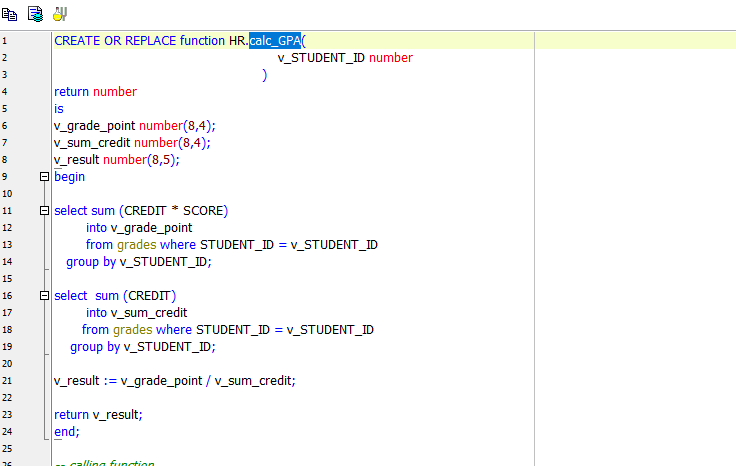 1 CREATE OR REPLACE function HR.calc_GPA(
2 v_STUDENT_ID number
3 )
4 return number
5 is
6 v_grade_point number(8,4);
7 v_sum_credit number(8,4);
8 v_result number(8,5);
9 begin
10
11 select sum (CREDIT * SCORE)
12 into v_grade_point
13 from grades where STUDENT_ID = v_STUDENT_ID
14 group by v_STUDENT_ID;
15
16 select  sum (CREDIT)
17 into v_sum_credit
18 from grades where STUDENT_ID = v_STUDENT_ID
19 group by v_STUDENT_ID;
20
21 v_result := v_grade_point / v_sum_credit;
22
23 return v_result;
24 end;
25
26 -- calling function